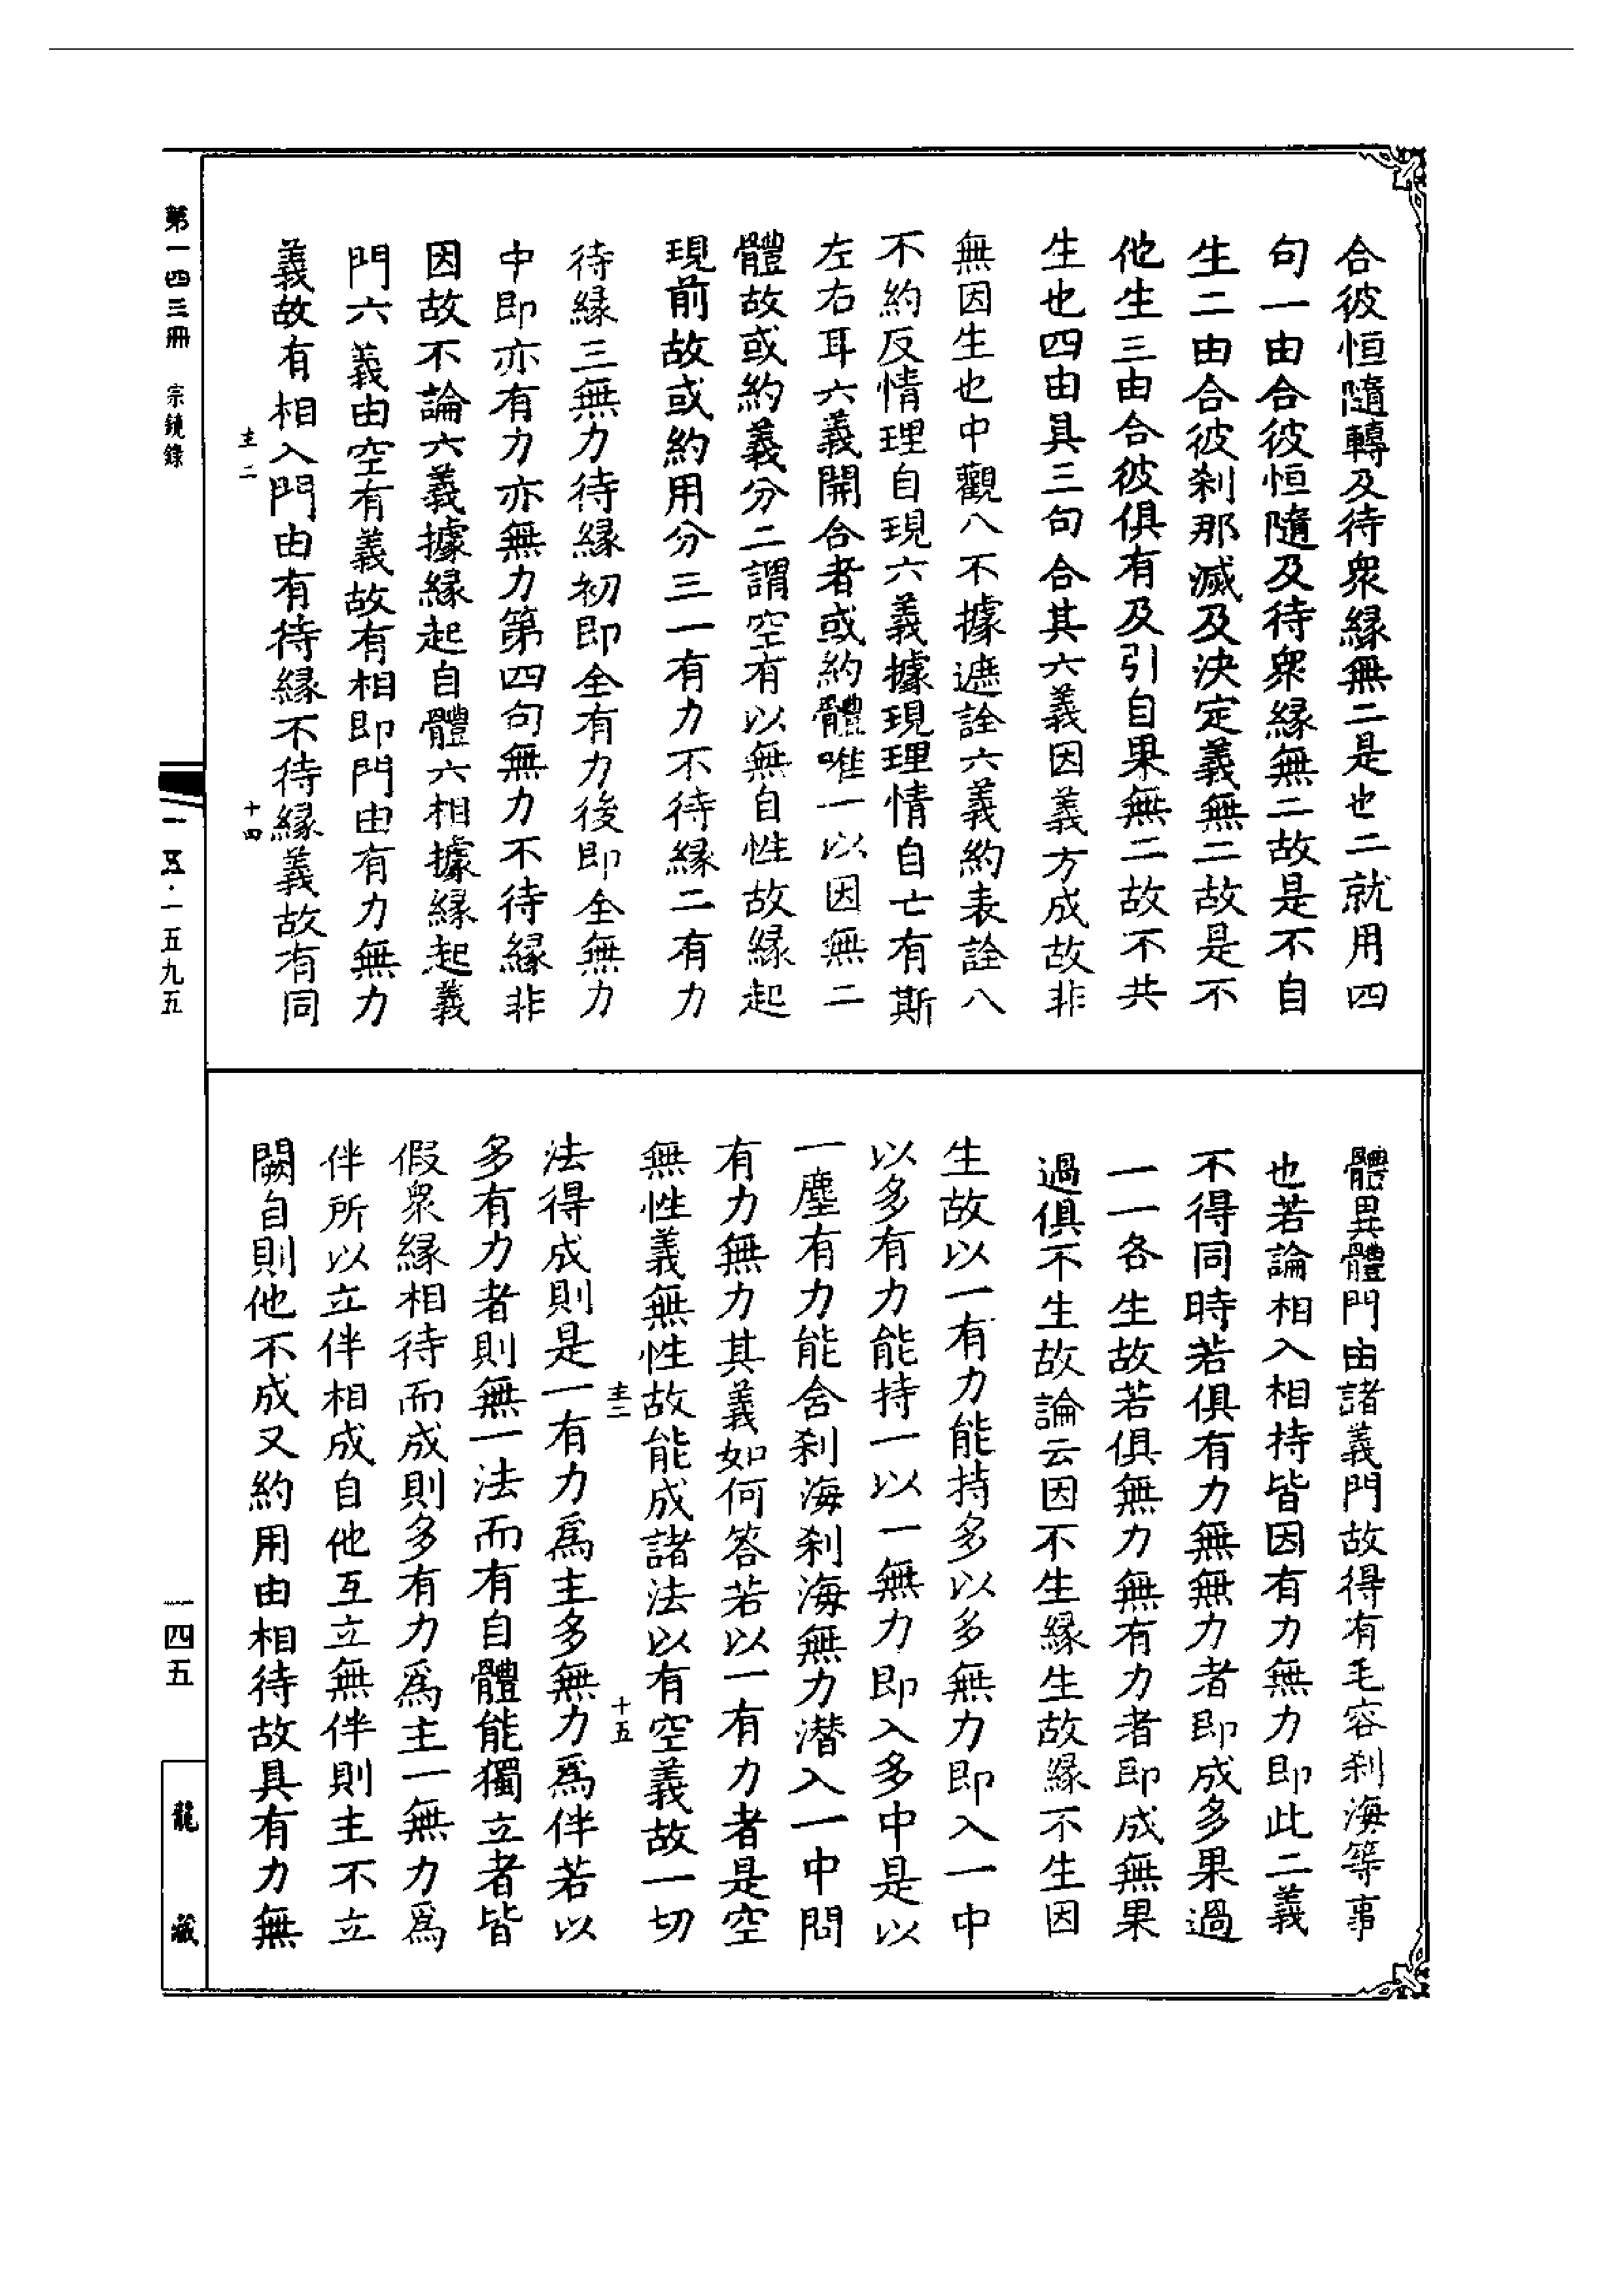 合彼恒隨轉及待衆縁無二是也二就用四
句一由合彼恒隨及待衆縁無二故是不自
生二由合彼刹那滅及決定義無二故是不
他生三由合彼俱有及引自果無二故不共
生也四由具三句合其六義因義方成故非
無因生也中觀八不據遮詮六義約表詮八
不約反情理自現六義據現理情自亡有斯
左右耳六義開合者或約體唯一以因無二
體故或約義分二謂空有以無自性故縁起
現前故或約用分三一有力不待縁二有力
待縁三無力待縁初即全有力後即全無力
中即亦有力亦無力第四句無力不待縁非
因故不論六義據縁起自體六相據縁起義
門六義由空有義故有相即門由有力無力
義故有相入門由有待縁不待縁義故有同
主二
十四
體異體門由諸義門故得有毛容刹海等事
也若論相入相持皆因有力無力即此二義
不得同時若俱有力無無力者即成多果過
一一各生故若俱無力無有力者即成無果
過俱不生故論云因不生縁生故縁不生因
生故以一有力能持多以多無力即入一中
以多有力能持一以一無力即入多中是以
一塵有力能舍刹海刹海無力潜入一中問
有力無力其義如何答若以一有力者是空
無性義無性故能成諸法以有空義故一切
主二
十五
法得成則是一有力爲主多無力爲伴若以
多有力者則無一法而有自體能獨立者皆
假衆縁相待而成則多有力爲主一無力爲
伴所以立伴相成自他互立無伴則主不立
闕自則他不成又約用由相待故具有力無
第一四三冊 宗鏡錄
一五·一五九五
一四五
龍藏